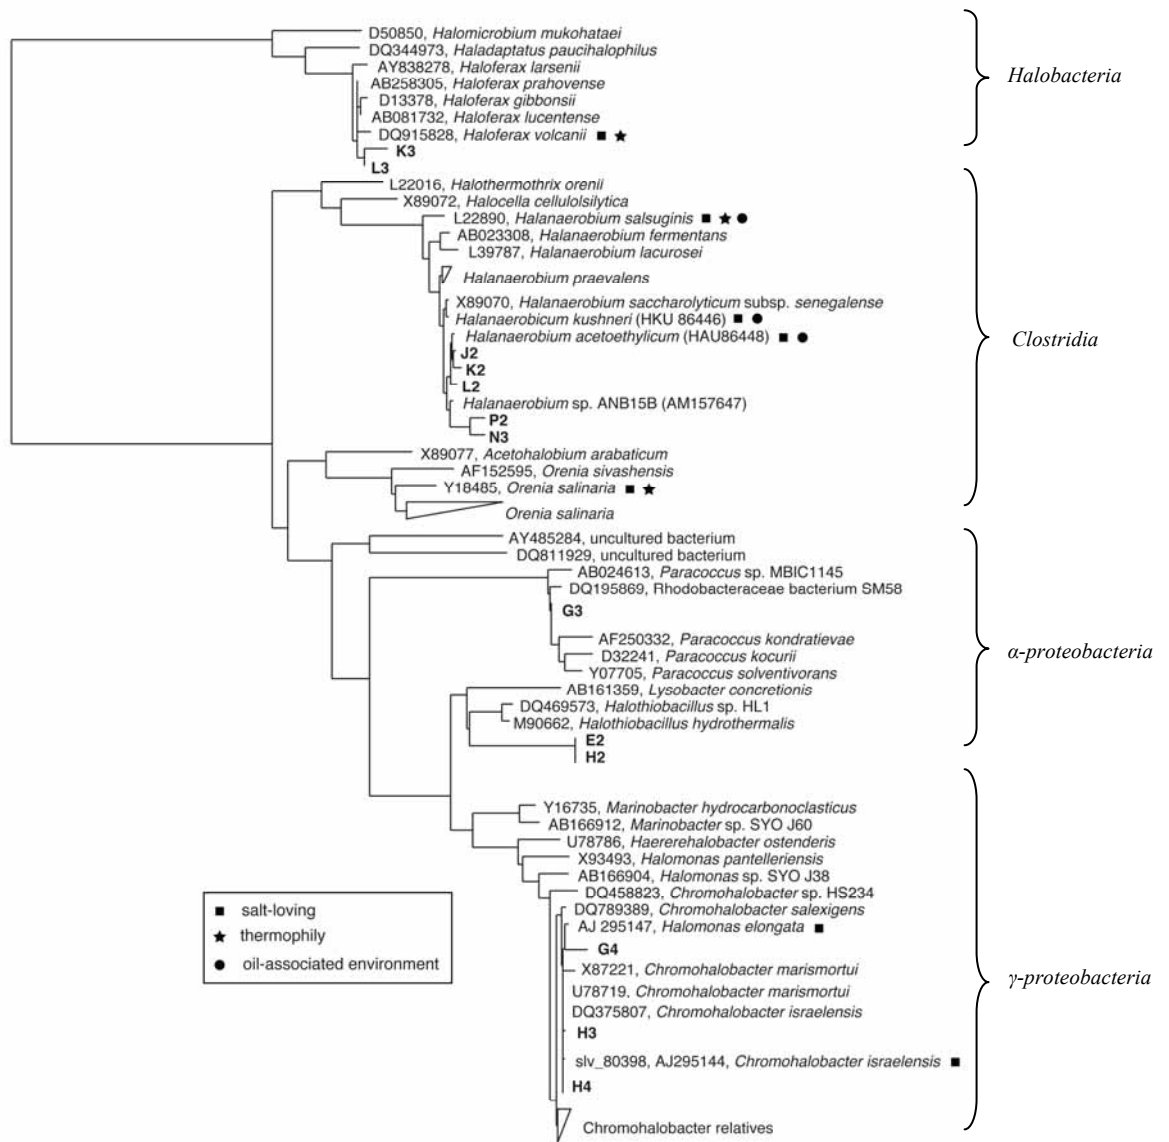 D50850, Halomicrobium mukohataei
DQ344973, Haladaptatus paucihalophilus
AY838278, Haloferax larsenii
AB258305, Haloferax prahovense
D13378, Haloferax gibbonsii
AB081732, Haloferax lucentense
DQ915828, Haloferax volcanii
K3
L3
Halobacteria
L22016, Halothermothrix orenii
X89072, Halocella cellulolsilytica
L22890, Halanaerobium salsuginis
AB023308, Halanaerobium fermentans
L39787, Halanaerobium lacurosei
Halanaerobium praevalens
X89070, Halanaerobium saccharolyticum subsp. senegalense
Halanaerobicum kushneri (HKU 86446)
Halanaerobium acetoethylicum (HAU86448)
J2
K2
L2
Halanaerobium sp. ANB15B (AM157647)
P2
N3
X89077, Acetohalobium arabaticum
AF152595, Orenia sivashensis
Y18485, Orenia salinaria
Orenia salinaria
Clostridia
AY485284, uncultured bacterium
DQ811929, uncultured bacterium
AB024613, Paracoccus sp. MBIC1145
DQ195869, Rhodobacteraceae bacterium SM58
G3
AF250332, Paracoccus kondratievae
D32241, Paracoccus kocurii
Y07705, Paracoccus solventivorans
AB161359, Lysobacter concretionis
DQ469573, Halothiobacillus sp. HL1
M90662, Halothiobacillus hydrothermalis
E2
H2
α-proteobacteria
Y16735, Marinobacter hydrocarbonoclasticus
AB166912, Marinobacter sp. SYO J60
U78786, Haererehalobacter ostenderis
X93493, Halomonas pantelleriensis
AB166904, Halomonas sp. SYO J38
DQ458823, Chromohalobacter sp. HS234
DQ789389, Chromohalobacter salexigens
AJ 295147, Halomonas elongata
G4
X87221, Chromohalobacter marismortui
U78719, Chromohalobacter marismortui
DQ375807, Chromohalobacter israelensis
H3
slv_80398, AJ295144, Chromohalobacter israelensis
H4
Chromohalobacter relatives
γ-proteobacteria
salt-loving
thermophily
oil-associated environment